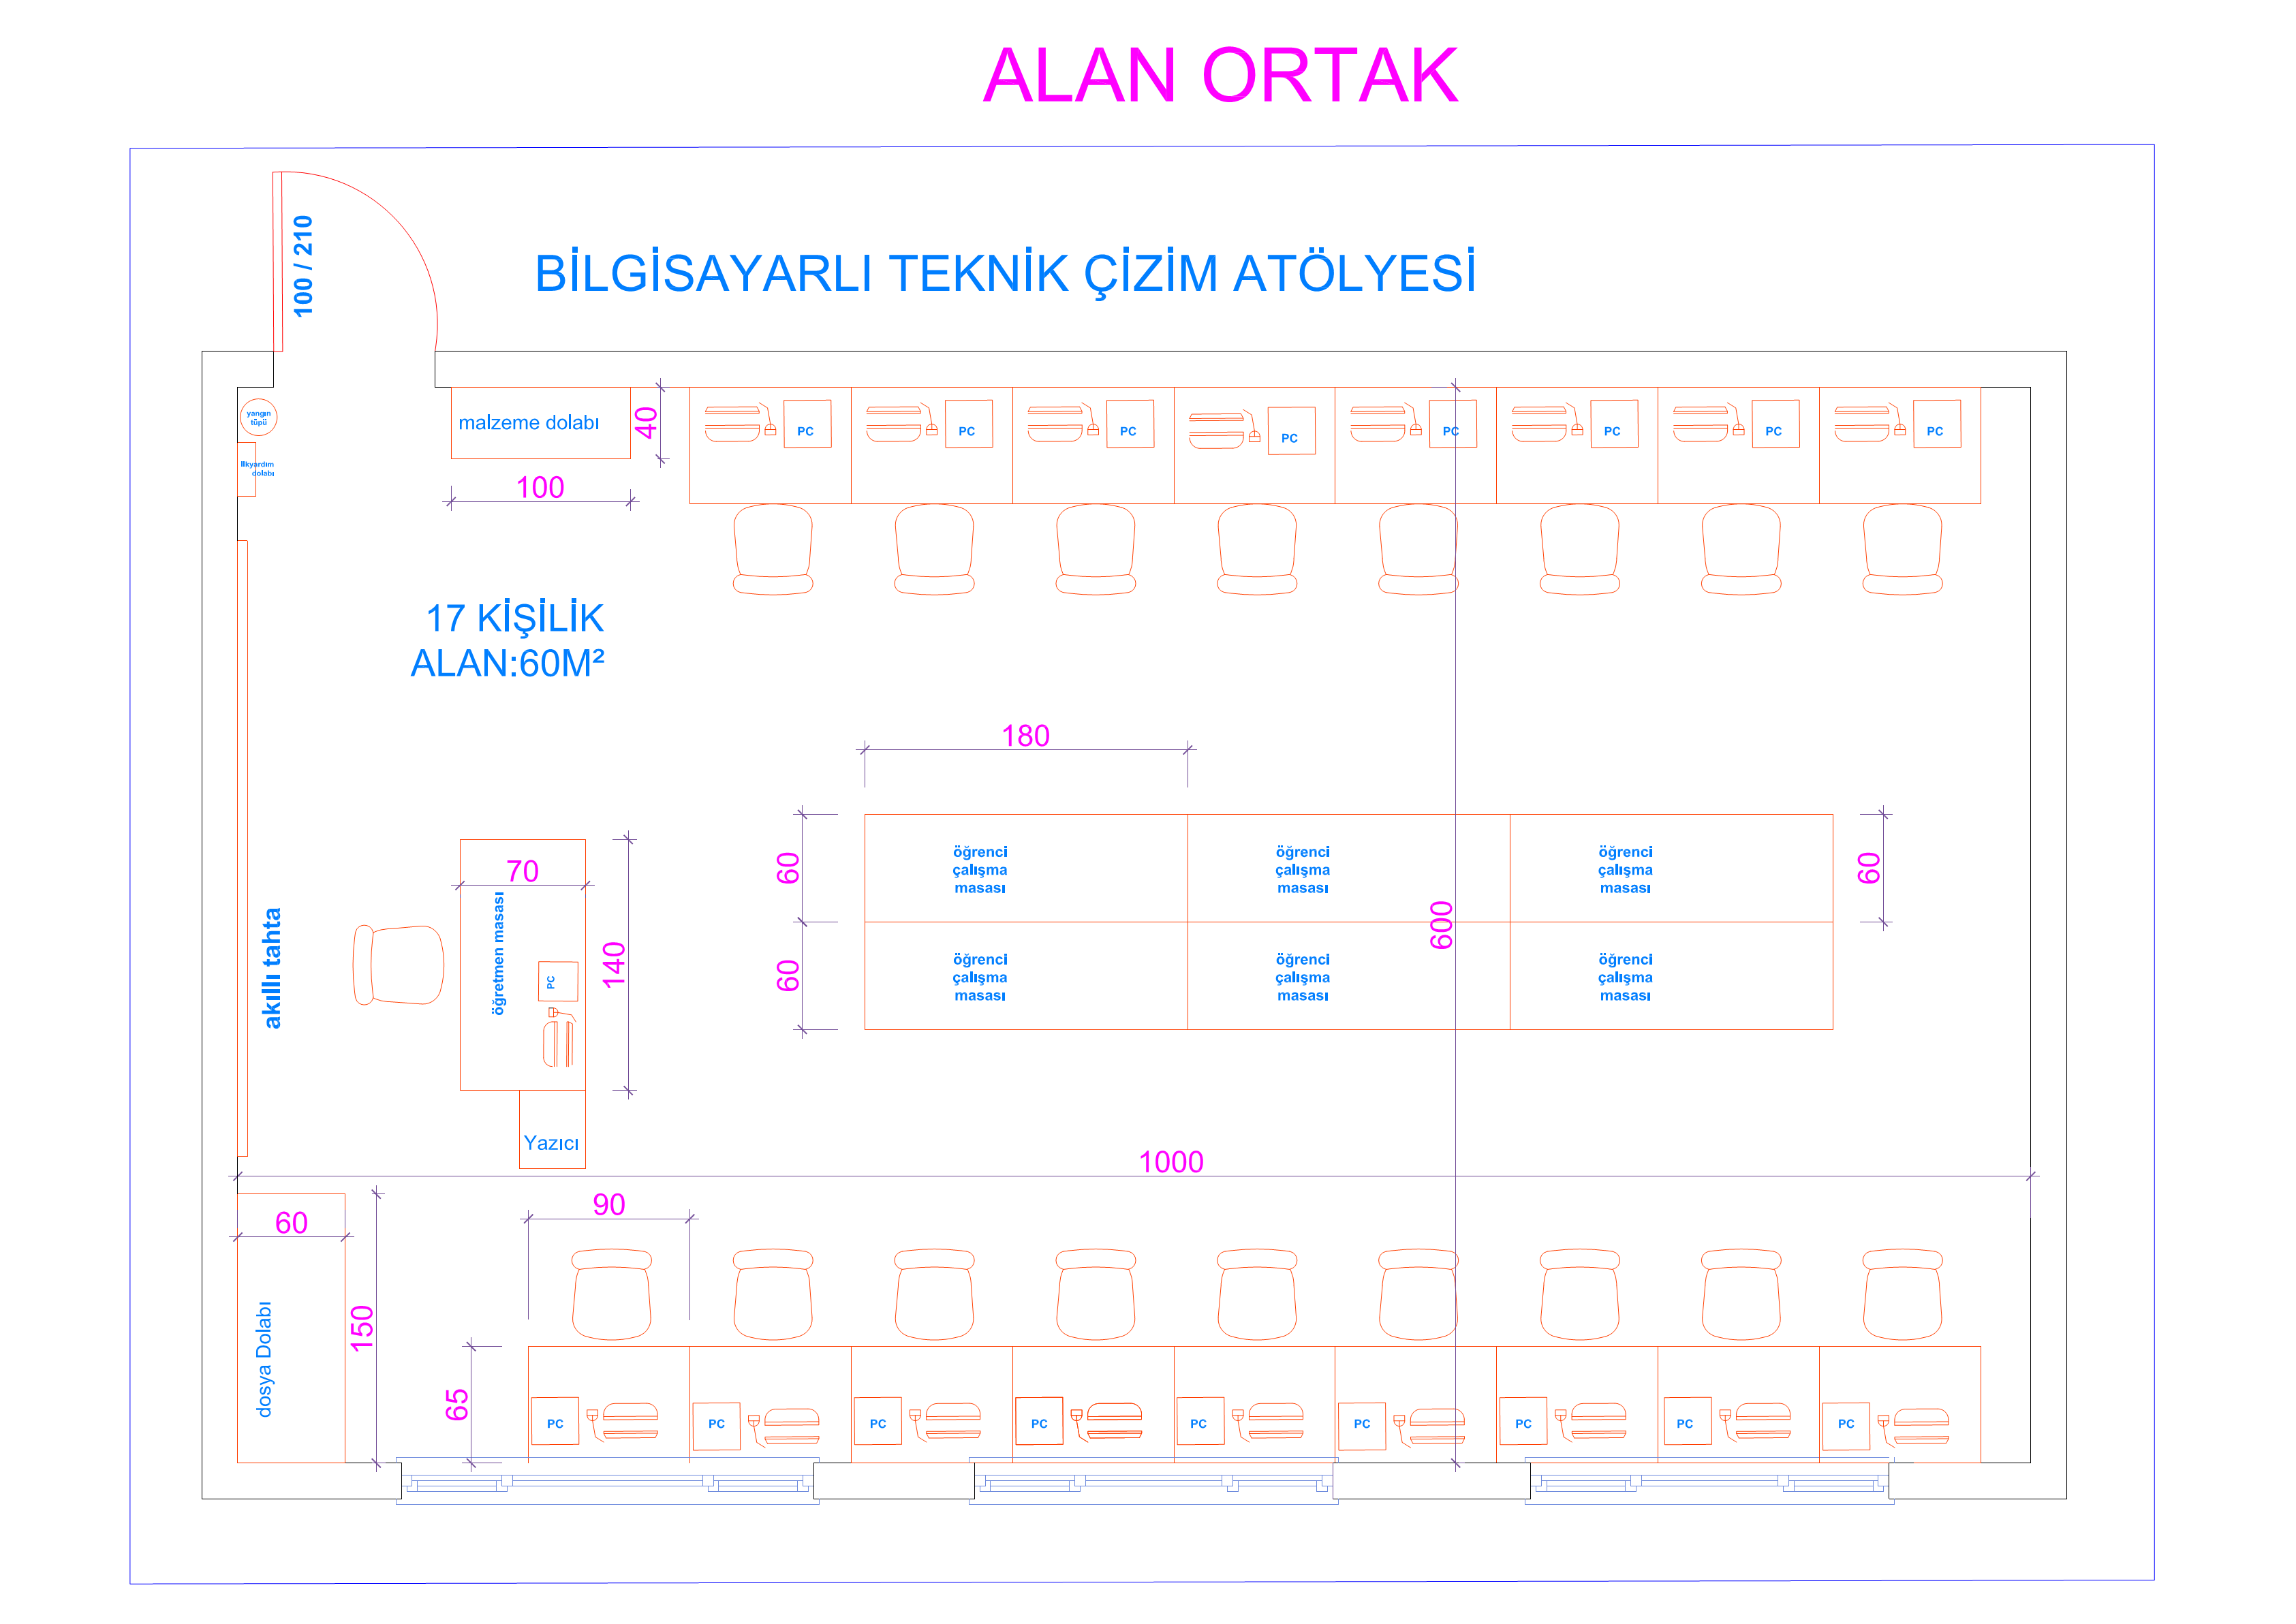 ALAN ORTAK
100 / 210
BİLGİSAYARLI TEKNİK ÇİZİM ATÖLYESİ
yangın
tüpü
İlkyardım
dolabı
malzeme dolabı
40
100
PC
PC
PC
PC
PC
PC
PC
PC
17 KİŞİLİK
ALAN:60M²
180
akıllı tahta
70
öğretmen masası
PC
140
Yazıcı
60
60
öğrenci
çalışma
masası
öğrenci
çalışma
masası
öğrenci
çalışma
masası
öğrenci
çalışma
masası
öğrenci
çalışma
masası
öğrenci
çalışma
masası
600
60
1000
60
dosya Dolabı
150
90
65
PC
PC
PC
PC
PC
PC
PC
PC
PC